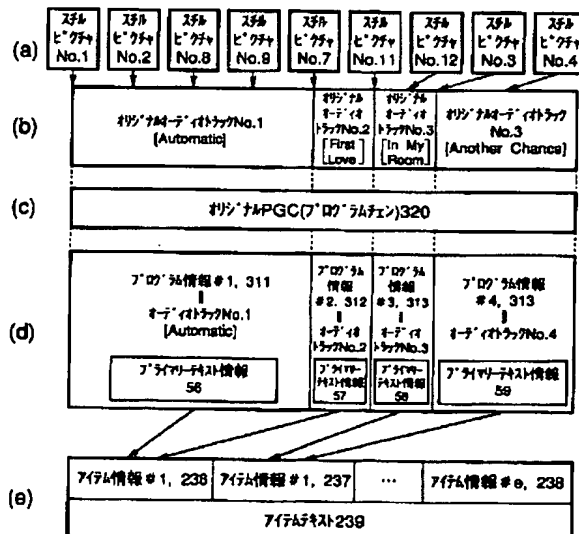 (a)
スチル ピクチャ No.1
スチル ピクチャ No.2
スチル ピクチャ No.8
スチル ピクチャ No.9
スチル ピクチャ No.7
スチル ピクチャ No.11
スチル ピクチャ No.12
スチル ピクチャ No.3
スチル ピクチャ No.4
(b)
オリジナルオーディオトラックNo.1
[Automatic]
オリジナル
オーディオ
トラックNo.2
[First
Love]
オリジナル
オーディオ
トラックNo.3
[In My
Room]
オリジナルオーディオトラック
No.3
[Another Chance]
(c)
オリジナルPGC(プログラムチェン)320
(d)
プログラム情報#1, 311
||
オーディオトラックNo.1
[Automatic]
プライマリーテキスト情報
56
プログラム
情報
#2, 312
||
オーディオ
トラックNo.2
プライマリー
テキスト情報
57
プログラム
情報
#3, 313
||
オーディオ
トラックNo.3
プライマリー
テキスト情報
58
プログラム情報
#4, 313
||
オーディオトラックNo.4
プライマリーテキスト情報
59
(e)
アイテム情報#1, 236
アイテム情報#1, 237
…
アイテム情報#e, 238
アイテムテキスト239